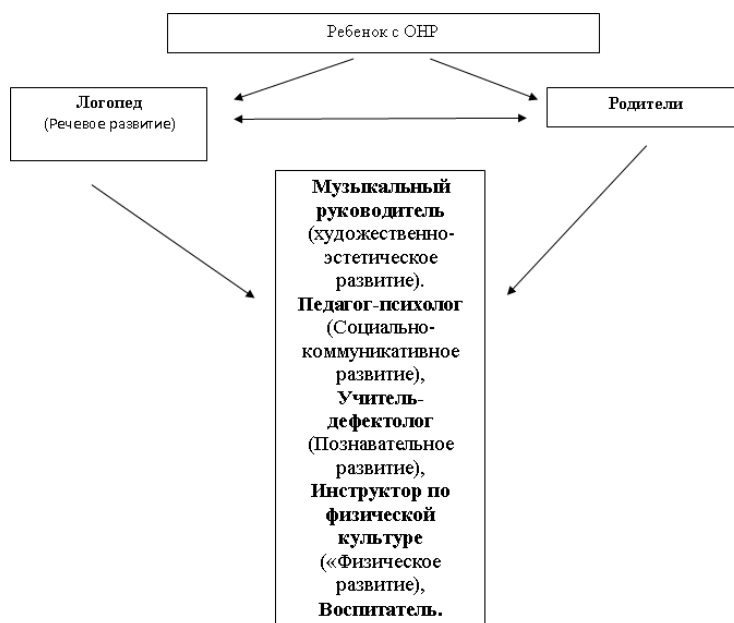 Ребенок с ОНР
Логопед
(Речевое развитие)
Родители
Музыкальный
руководитель
(художественно-
эстетическое
развитие).
Педагог-психолог
(Социально-
коммуникативное
развитие),
Учитель-
дефектолог
(Познавательное
развитие),
Инструктор по
физической
культуре
(«Физическое
развитие),
Воспитатель.